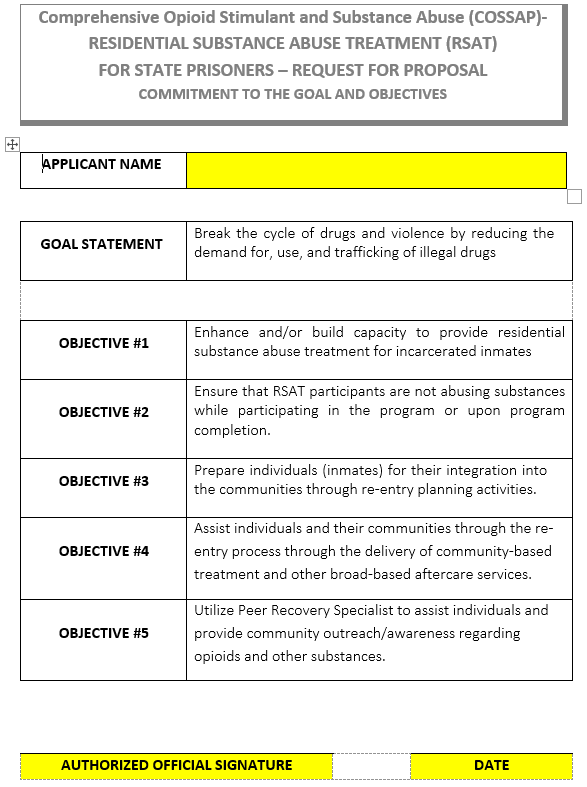 Comprehensive Opioid Stimulant and Substance Abuse (COSSAP)-
RESIDENTIAL SUBSTANCE ABUSE TREATMENT (RSAT)
FOR STATE PRISONERS – REQUEST FOR PROPOSAL
COMMITMENT TO THE GOAL AND OBJECTIVES
APPLICANT NAME
GOAL STATEMENT
Break the cycle of drugs and violence by reducing the
demand for, use, and trafficking of illegal drugs
OBJECTIVE #1
Enhance and/or build capacity to provide residential
substance abuse treatment for incarcerated inmates
OBJECTIVE #2
Ensure that RSAT participants are not abusing substances
while participating in the program or upon program
completion.
OBJECTIVE #3
Prepare individuals (inmates) for their integration into
the communities through re-entry planning activities.
OBJECTIVE #4
Assist individuals and their communities through the re-
entry process through the delivery of community-based
treatment and other broad-based aftercare services.
OBJECTIVE #5
Utilize Peer Recovery Specialist to assist individuals and
provide community outreach/awareness regarding
opioids and other substances.
AUTHORIZED OFFICIAL SIGNATURE
DATE